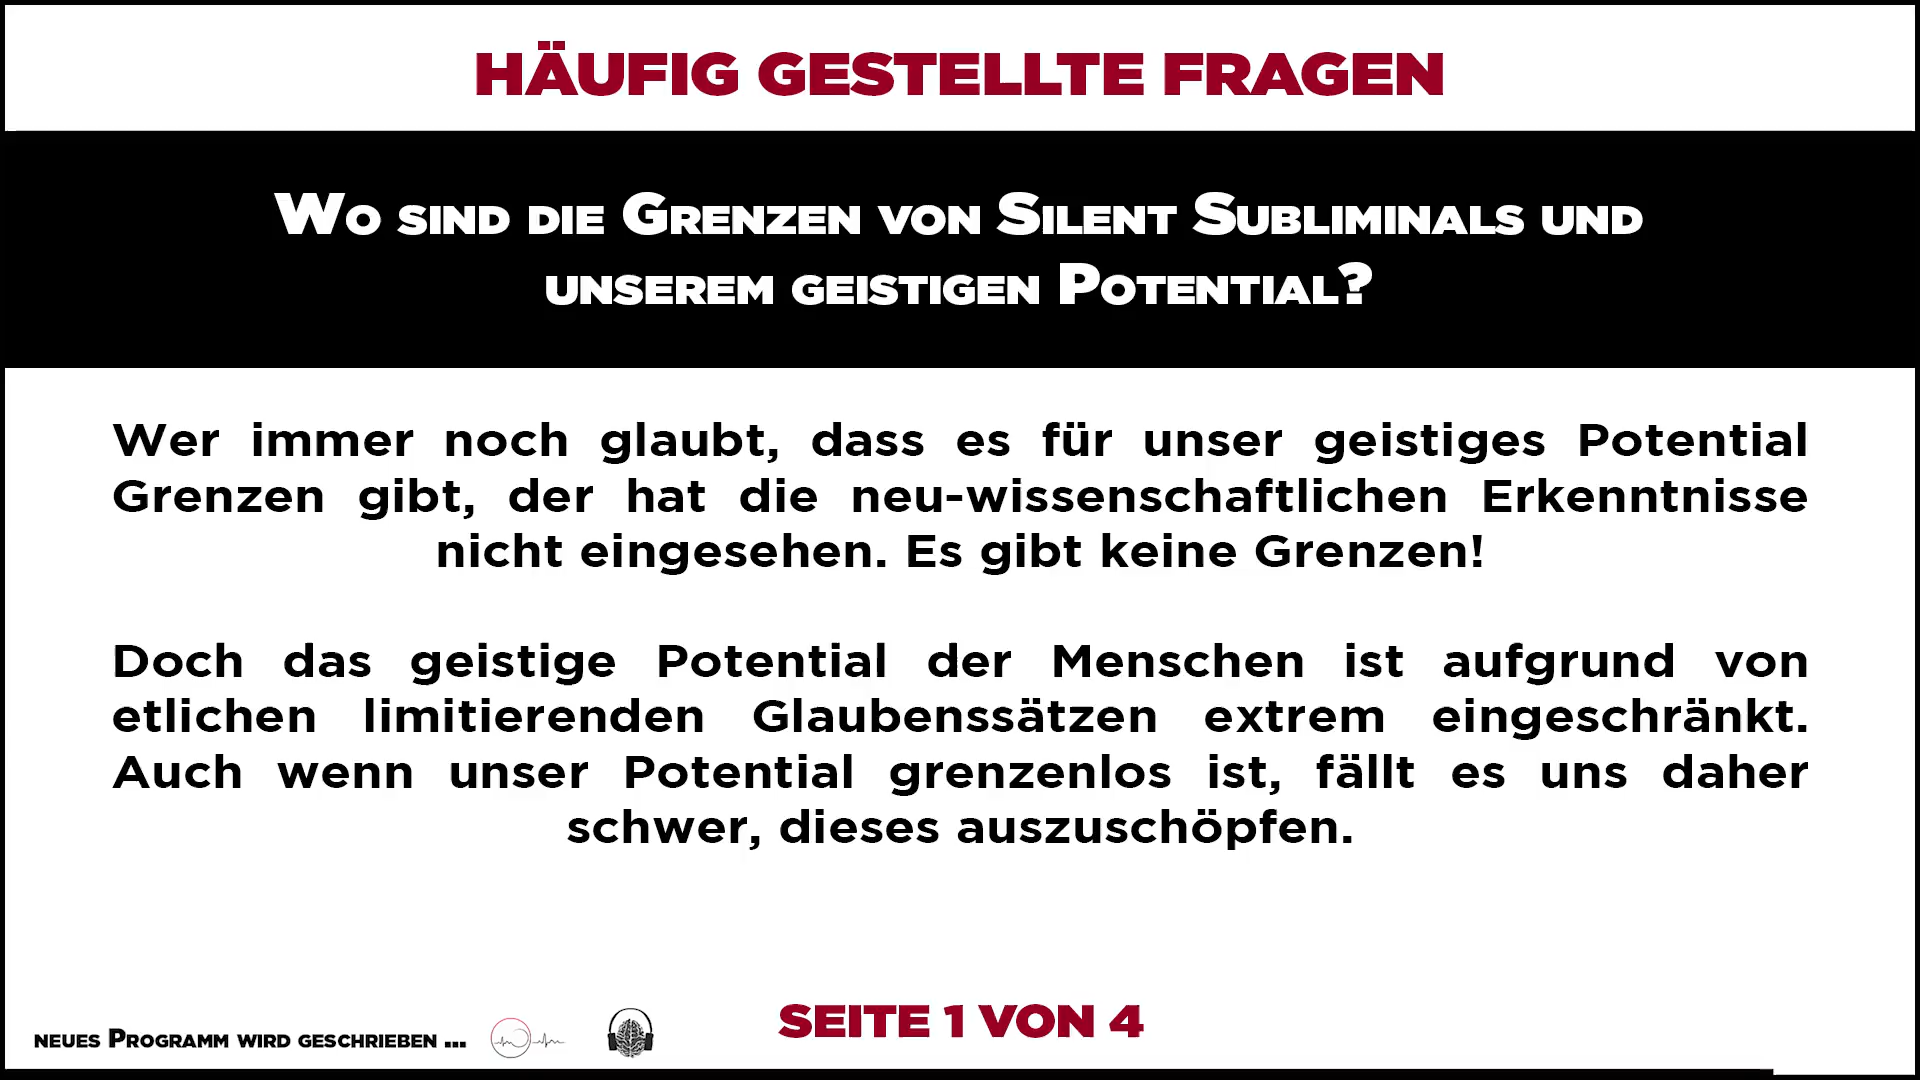 HÄUFIG GESTELLTE FRAGEN
Wo sind die Grenzen von Silent Subliminals und
unserem geistigen Potential?
Wer immer noch glaubt, dass es für unser geistiges Potential
Grenzen gibt, der hat die neu-wissenschaftlichen Erkenntnisse
nicht eingesehen. Es gibt keine Grenzen!
Doch das geistige Potential der Menschen ist aufgrund von
etlichen limitierenden Glaubenssätzen extrem eingeschränkt.
Auch wenn unser Potential grenzenlos ist, fällt es uns daher
schwer, dieses auszuschöpfen.
neues Programm wird geschrieben ...
SEITE 1 VON 4